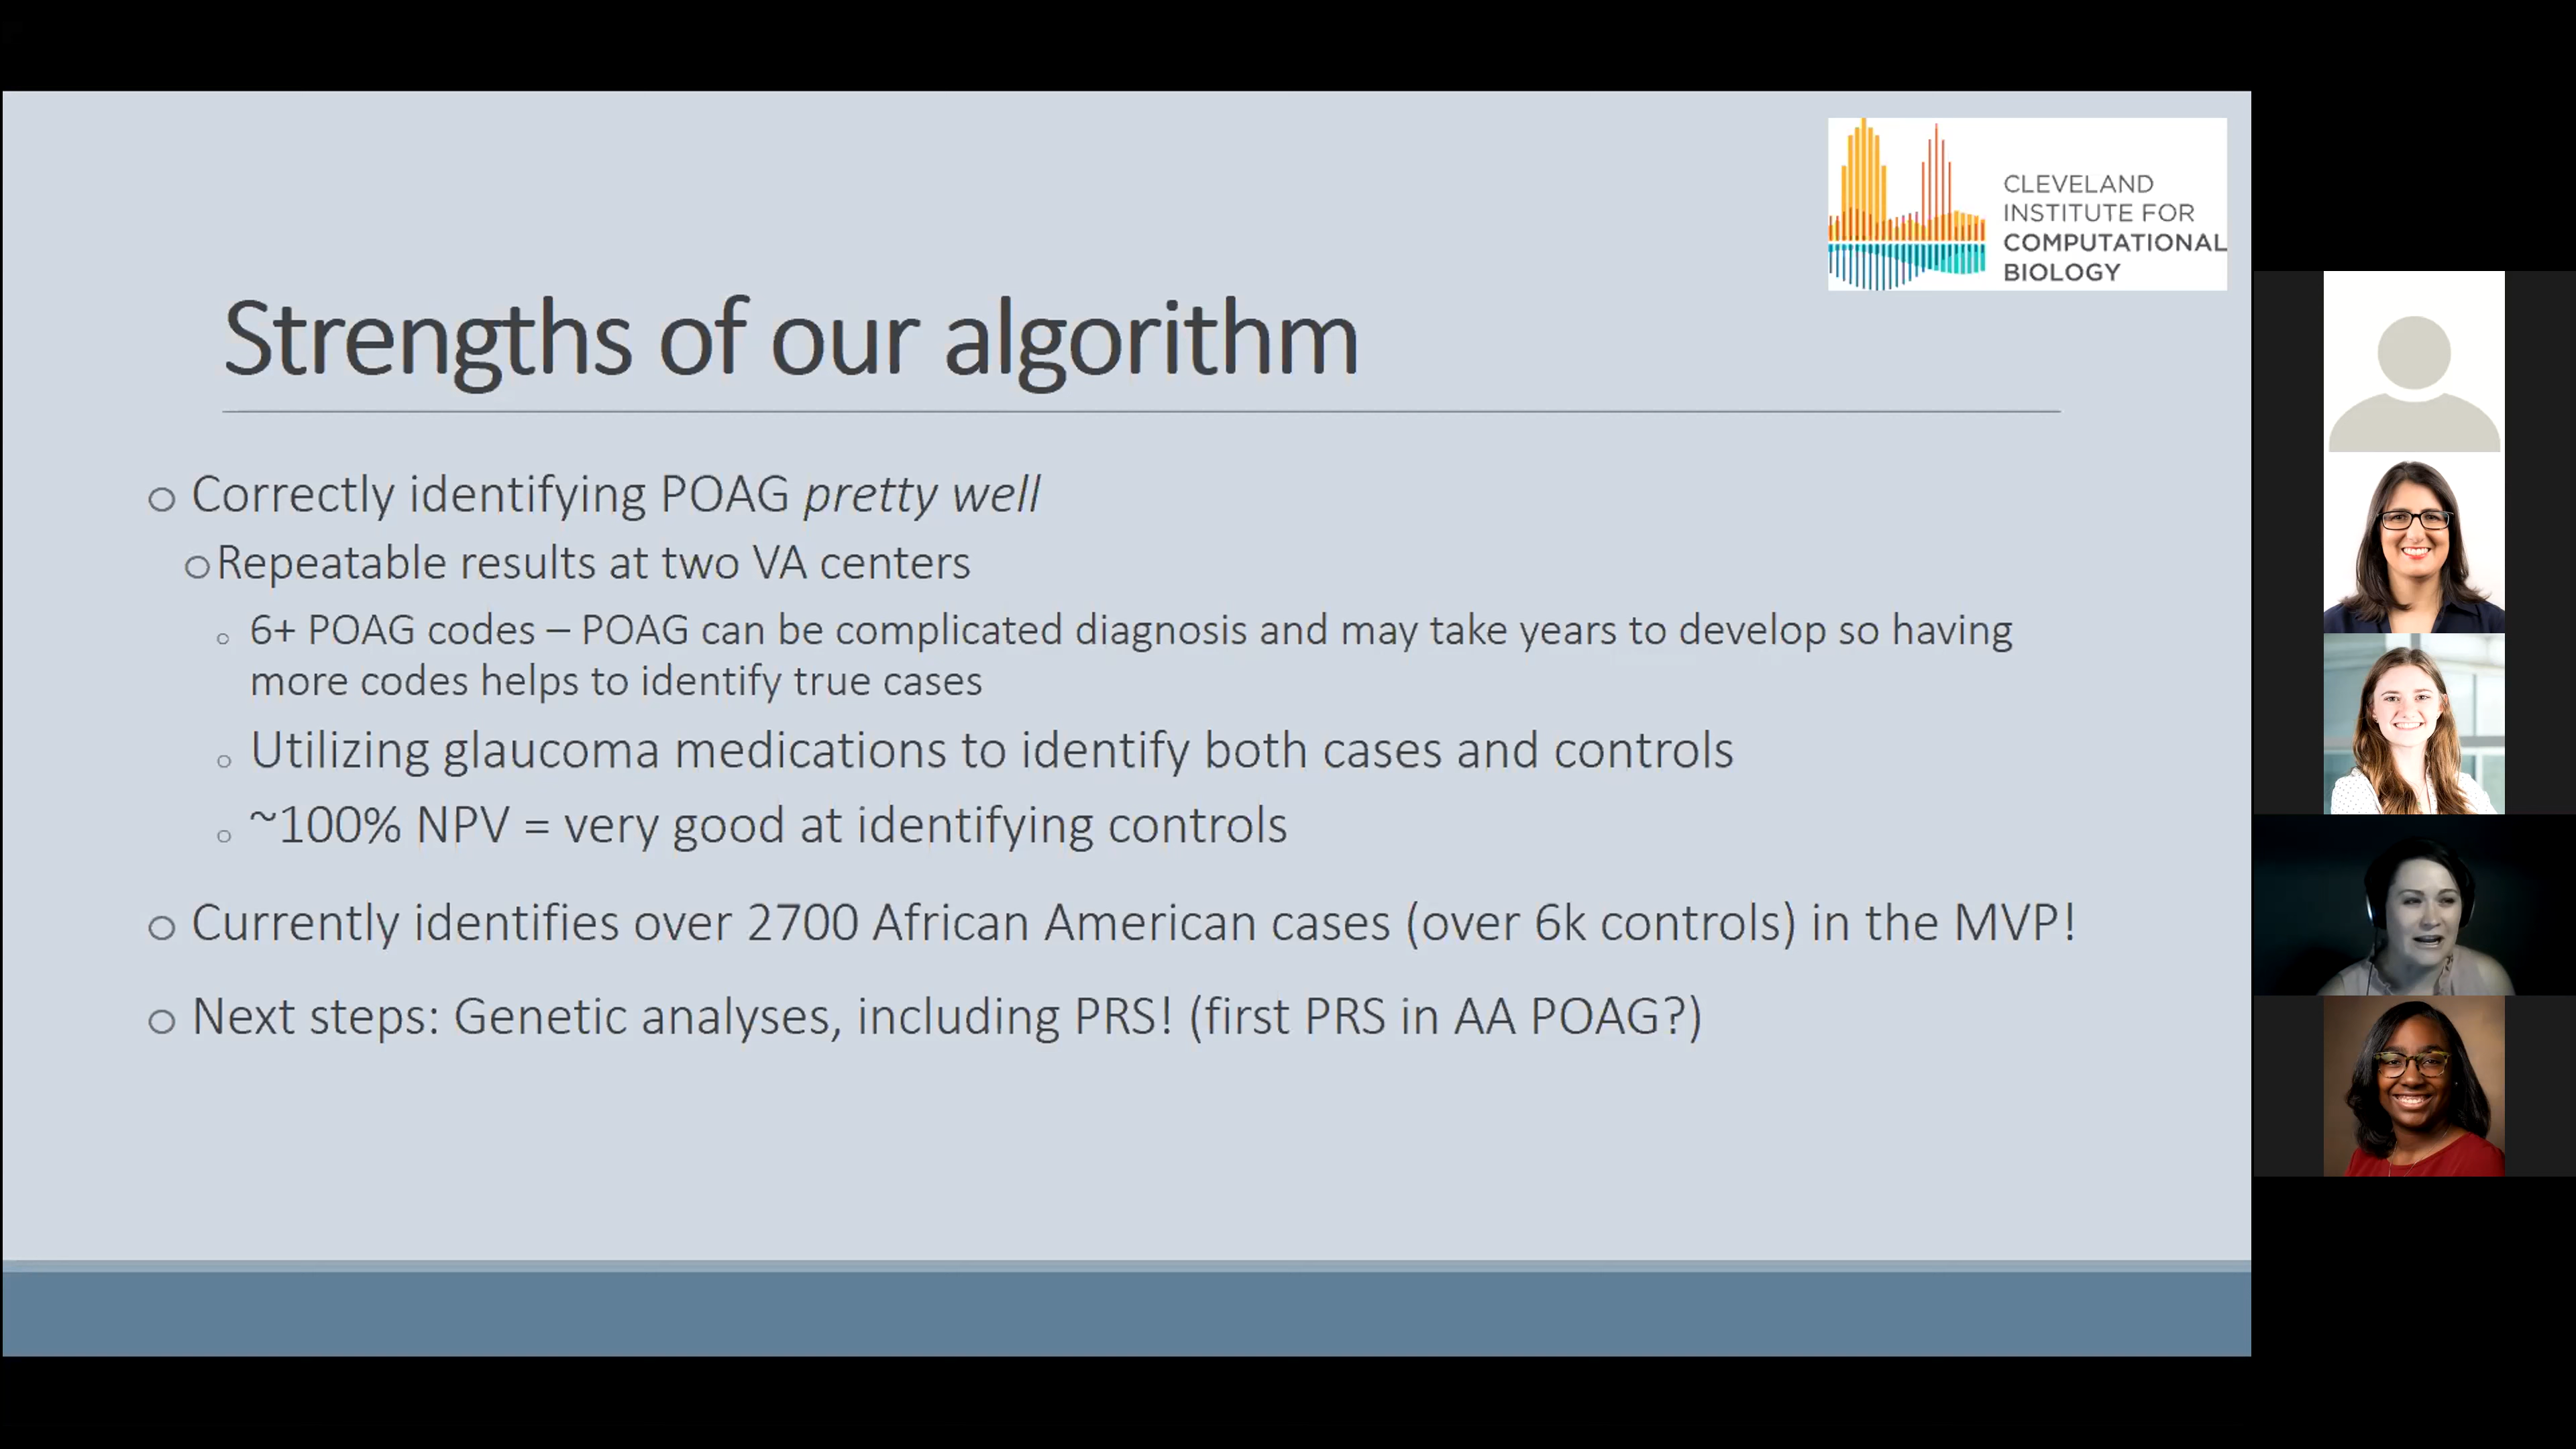 CLEVELAND
INSTITUTE FOR
COMPUTATIONAL
BIOLOGY
Strengths of our algorithm
o Correctly identifying POAG pretty well
o Repeatable results at two VA centers
o 6+ POAG codes – POAG can be complicated diagnosis and may take years to develop so having
more codes helps to identify true cases
o Utilizing glaucoma medications to identify both cases and controls
o ~100% NPV = very good at identifying controls
o Currently identifies over 2700 African American cases (over 6k controls) in the MVP!
o Next steps: Genetic analyses, including PRS! (first PRS in AA POAG?)